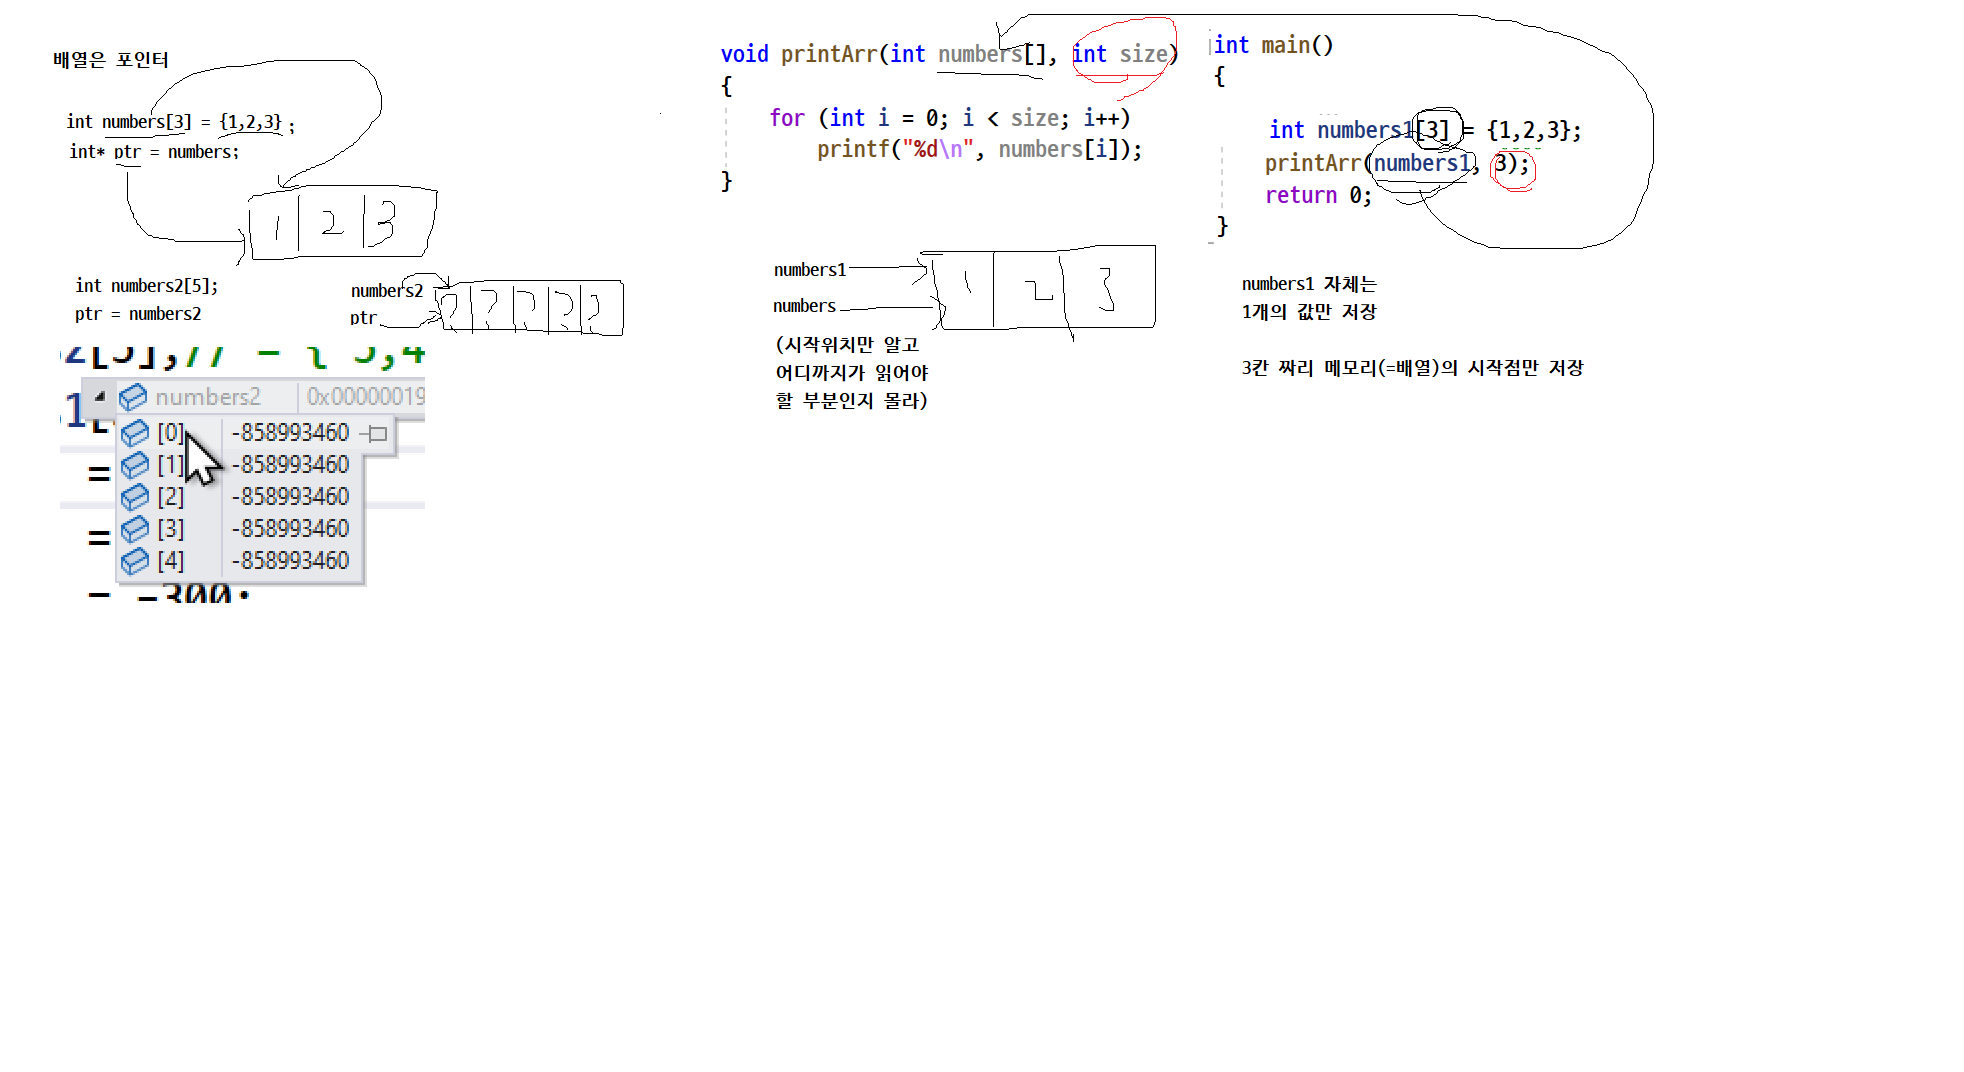 배열은 포인터
int numbers[3] = {1,2,3} ;
int* ptr = numbers;
1 2 3
int numbers2[5];
ptr = numbers2
numbers2
ptr
? ? ? ? ?
numbers2 0x00000019
[0] -858993460
[1] -858993460
[2] -858993460
[3] -858993460
[4] -858993460
=
=
= -300;
void printArr(int numbers[], int size)
{
for (int i = 0; i < size; i++)
printf("%d\n", numbers[i]);
}
numbers1
numbers
1 2 3
(시작위치만 알고
어디까지가 읽어야
할 부분인지 몰라)
int main()
{
int numbers1[3] = {1,2,3};
printArr(numbers1, 3);
return 0;
}
numbers1 자체는
1개의 값만 저장
3칸 짜리 메모리(=배열)의 시작점만 저장